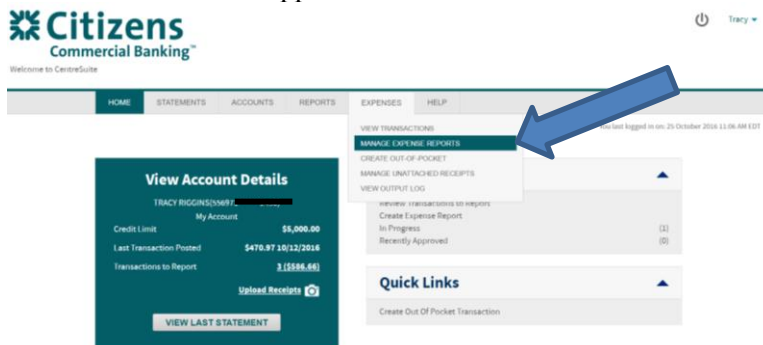 Citizens
Commercial Banking™
Tracy
Welcome to CentreSuite
HOME STATEMENTS ACCOUNTS REPORTS EXPENSES HELP
VIEW TRANSACTIONS
You last logged in on: 25 October 2016 11:06 AM EDT
MANAGE EXPENSE REPORTS
CREATE OUT-OF-POCKET
MANAGE UNATTACHED RECEIPTS
VIEW OUTPUT LOG
View Account Details
TRACY RIGGINS
My Account
Credit Limit $5,000.00
Last Transaction Posted $470.97 10/12/2016
Transactions to Report 3 ($586.66)
Upload Receipts
VIEW LAST STATEMENT
Review Transactions to Report
Create Expense Report
In Progress (1)
Recently Approved (0)
Quick Links
Create Out Of Pocket Transaction